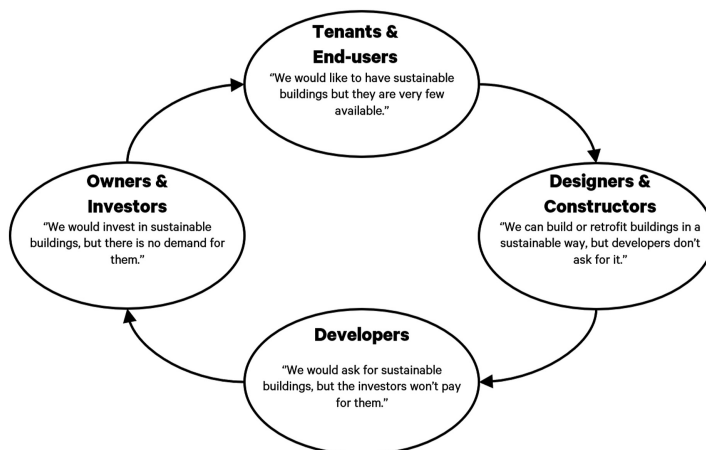 Tenants &
End-users
“We would like to have sustainable
buildings but they are very few
available.”
Owners &
Investors
“We would invest in sustainable
buildings, but there is no demand for
them.”
Designers &
Constructors
“We can build or retrofit buildings in a
sustainable way, but developers don’t
ask for it.”
Developers
“We would ask for sustainable
buildings, but the investors won’t pay
for them.”